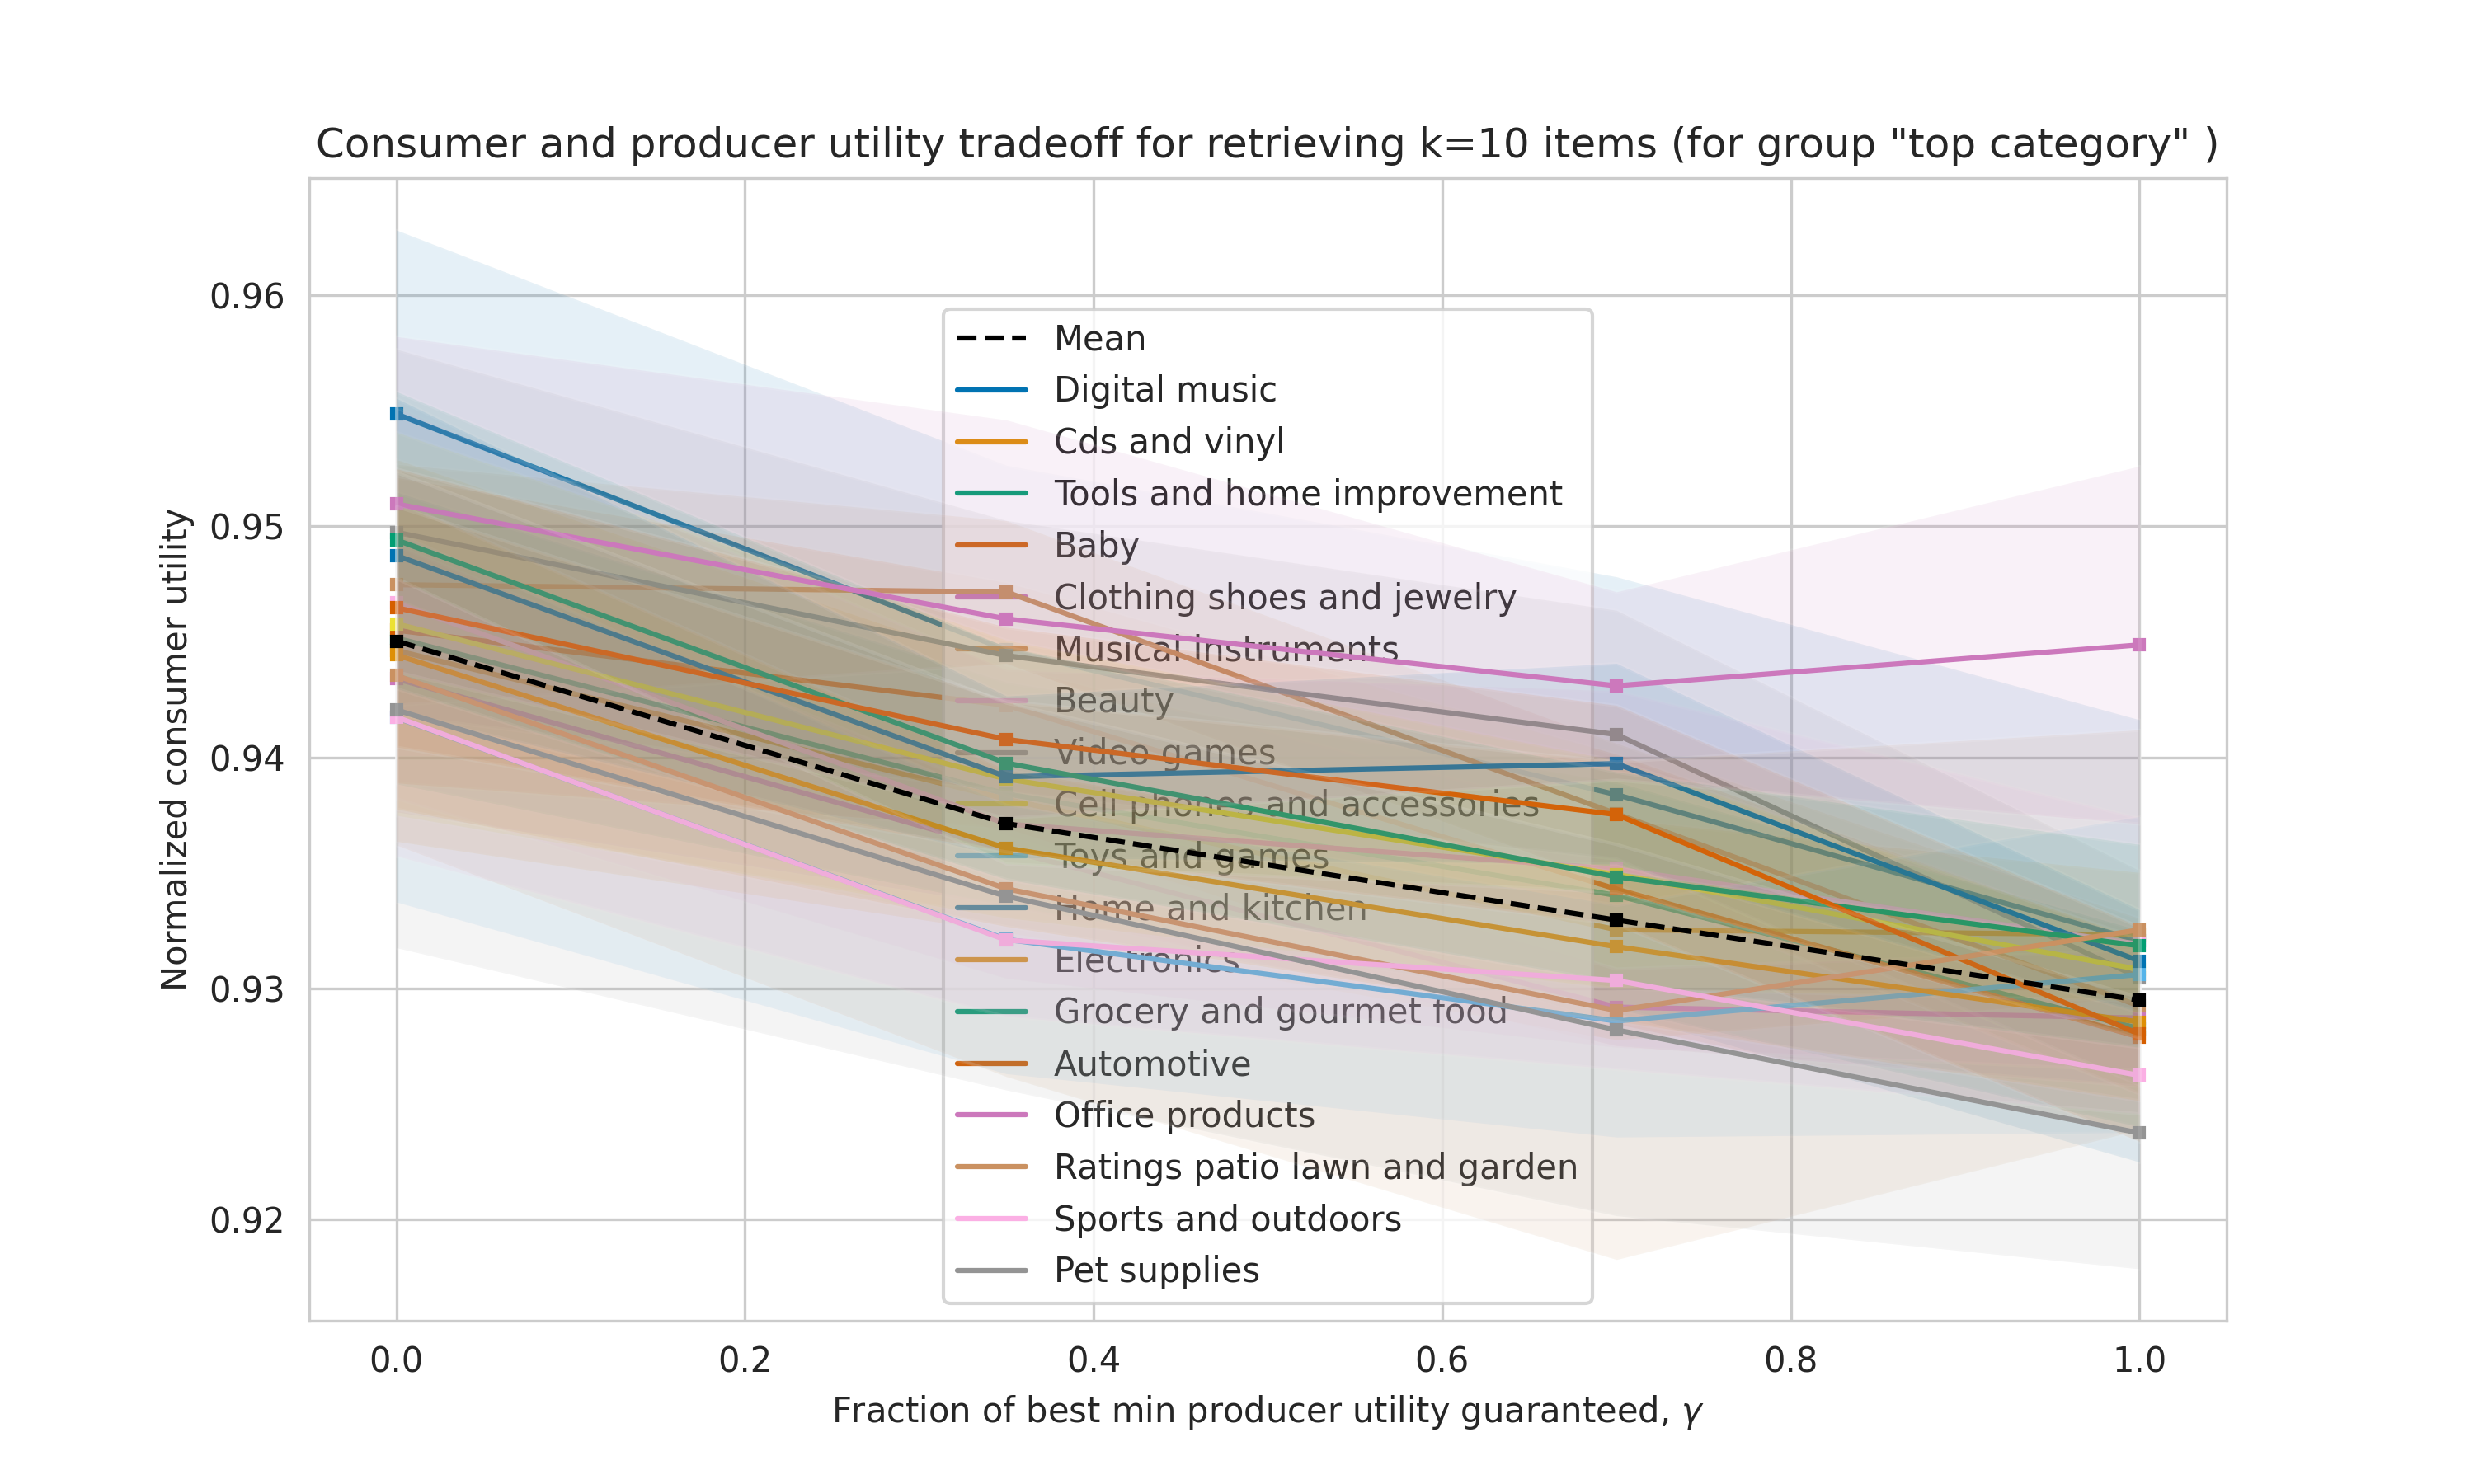 Consumer and producer utility tradeoff for retrieving k=10 items (for group "top category" )
Normalized consumer utility
0.96
0.95
0.94
0.93
0.92
Mean
Digital music
Cds and vinyl
Tools and home improvement
Baby
Clothing shoes and jewelry
Musical instruments
Beauty
Video games
Cell phones and accessories
Toys and games
Home and kitchen
Electronics
Grocery and gourmet food
Automotive
Office products
Ratings patio lawn and garden
Sports and outdoors
Pet supplies
0.0 0.2 0.4 0.6 0.8 1.0
Fraction of best min producer utility guaranteed, γ